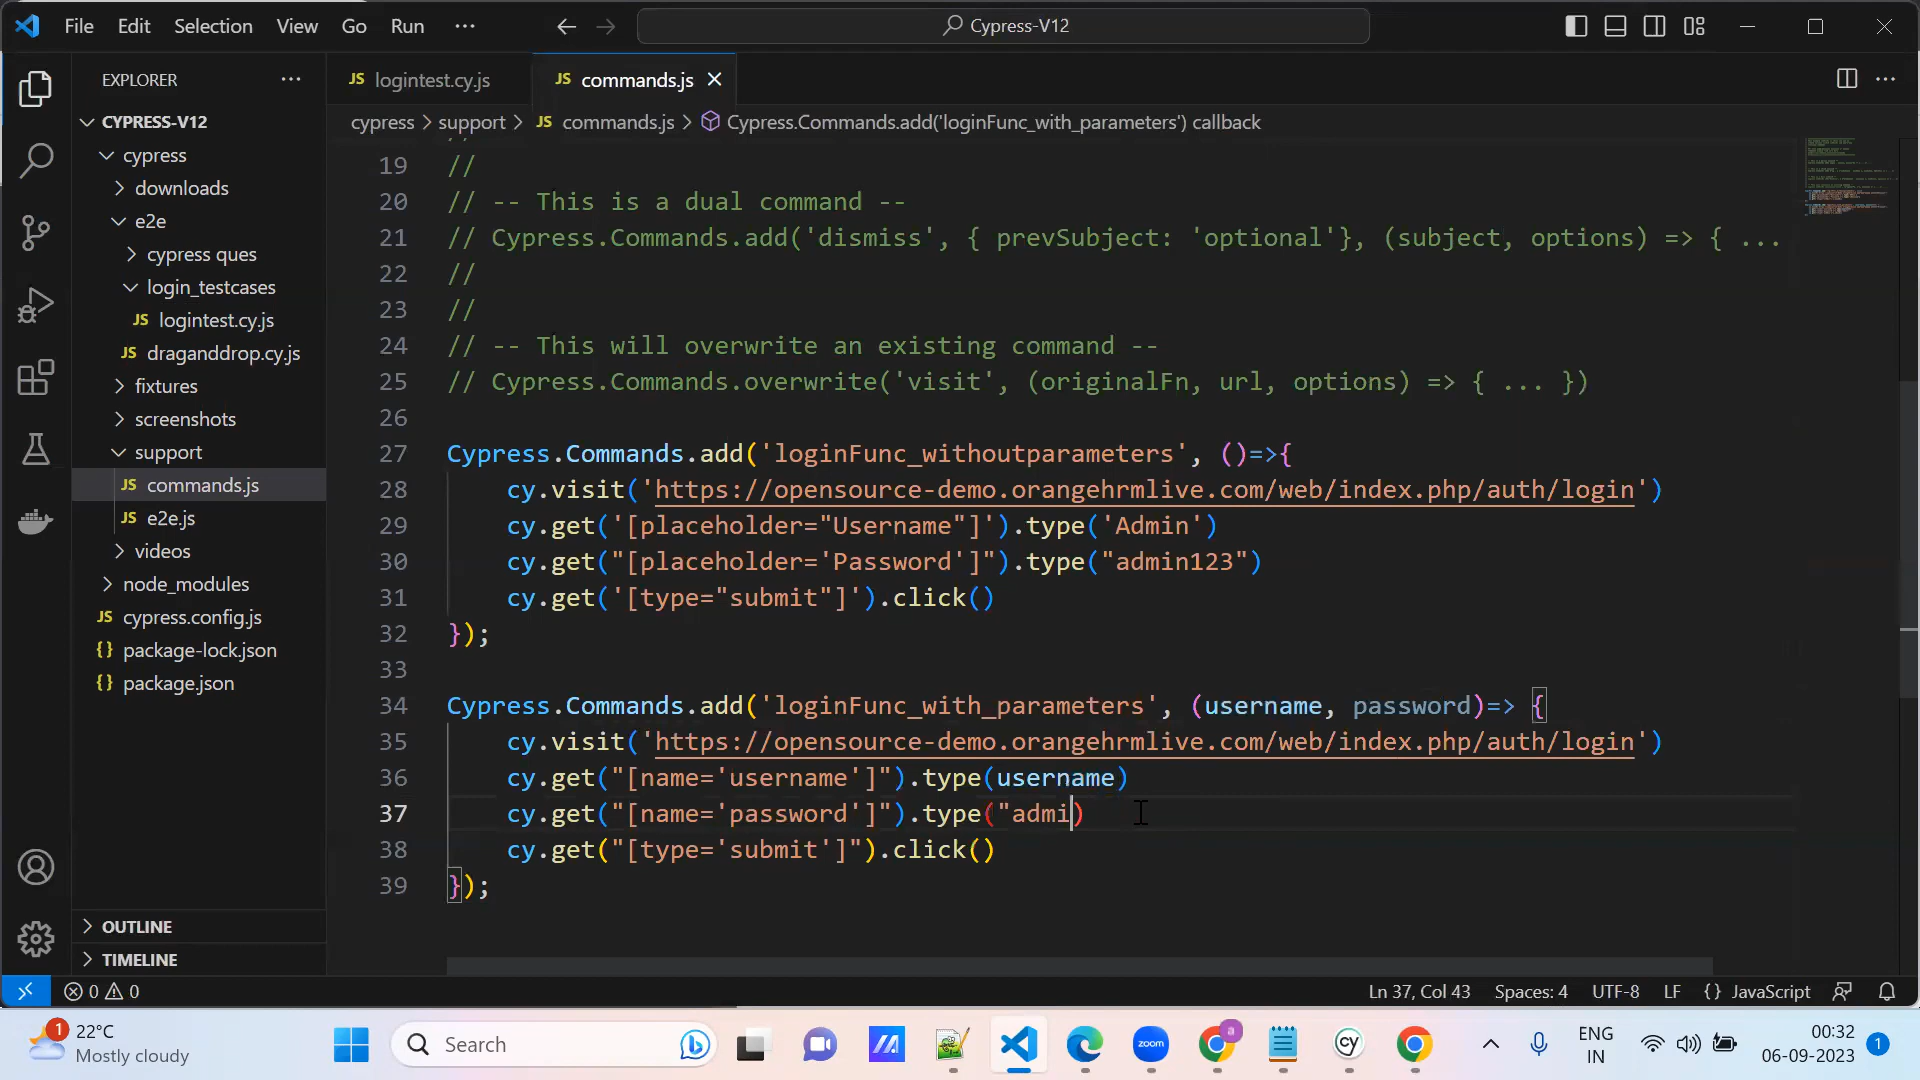 File Edit Selection View Go Run ···
Cypress-V12
EXPLORER ···
CYPRESS-V12
cypress
downloads
e2e
cypress ques
login_testcases
JS logintest.cy.js
JS draganddrop.cy.js
fixtures
screenshots
support
JS commands.js
JS e2e.js
videos
node_modules
JS cypress.config.js
{} package-lock.json
{} package.json
OUTLINE
TIMELINE
JS logintest.cy.js
JS commands.js ×
cypress > support > JS commands.js > Cypress.Commands.add('loginFunc_with_parameters') callback
19 //
20 // -- This is a dual command --
21 // Cypress.Commands.add('dismiss', { prevSubject: 'optional'}, (subject, options) => { ...
22 //
23 //
24 // -- This will overwrite an existing command --
25 // Cypress.Commands.overwrite('visit', (originalFn, url, options) => { ... })
26
27 Cypress.Commands.add('loginFunc_withoutparameters', ()=>{
28 cy.visit('https://opensource-demo.orangehrmlive.com/web/index.php/auth/login')
29 cy.get('[placeholder="Username"]').type('Admin')
30 cy.get("[placeholder='Password']").type("admin123")
31 cy.get('[type="submit"]').click()
32 });
33
34 Cypress.Commands.add('loginFunc_with_parameters', (username, password)=> {
35 cy.visit('https://opensource-demo.orangehrmlive.com/web/index.php/auth/login')
36 cy.get("[name='username']").type(username)
37 cy.get("[name='password']").type("admi)
38 cy.get("[type='submit']").click()
39 });
0 0
Ln 37, Col 43 Spaces: 4 UTF-8 LF {} JavaScript
1 22°C
Mostly cloudy
Search
zoom
a
cy
ENG
IN
00:32
06-09-2023
1